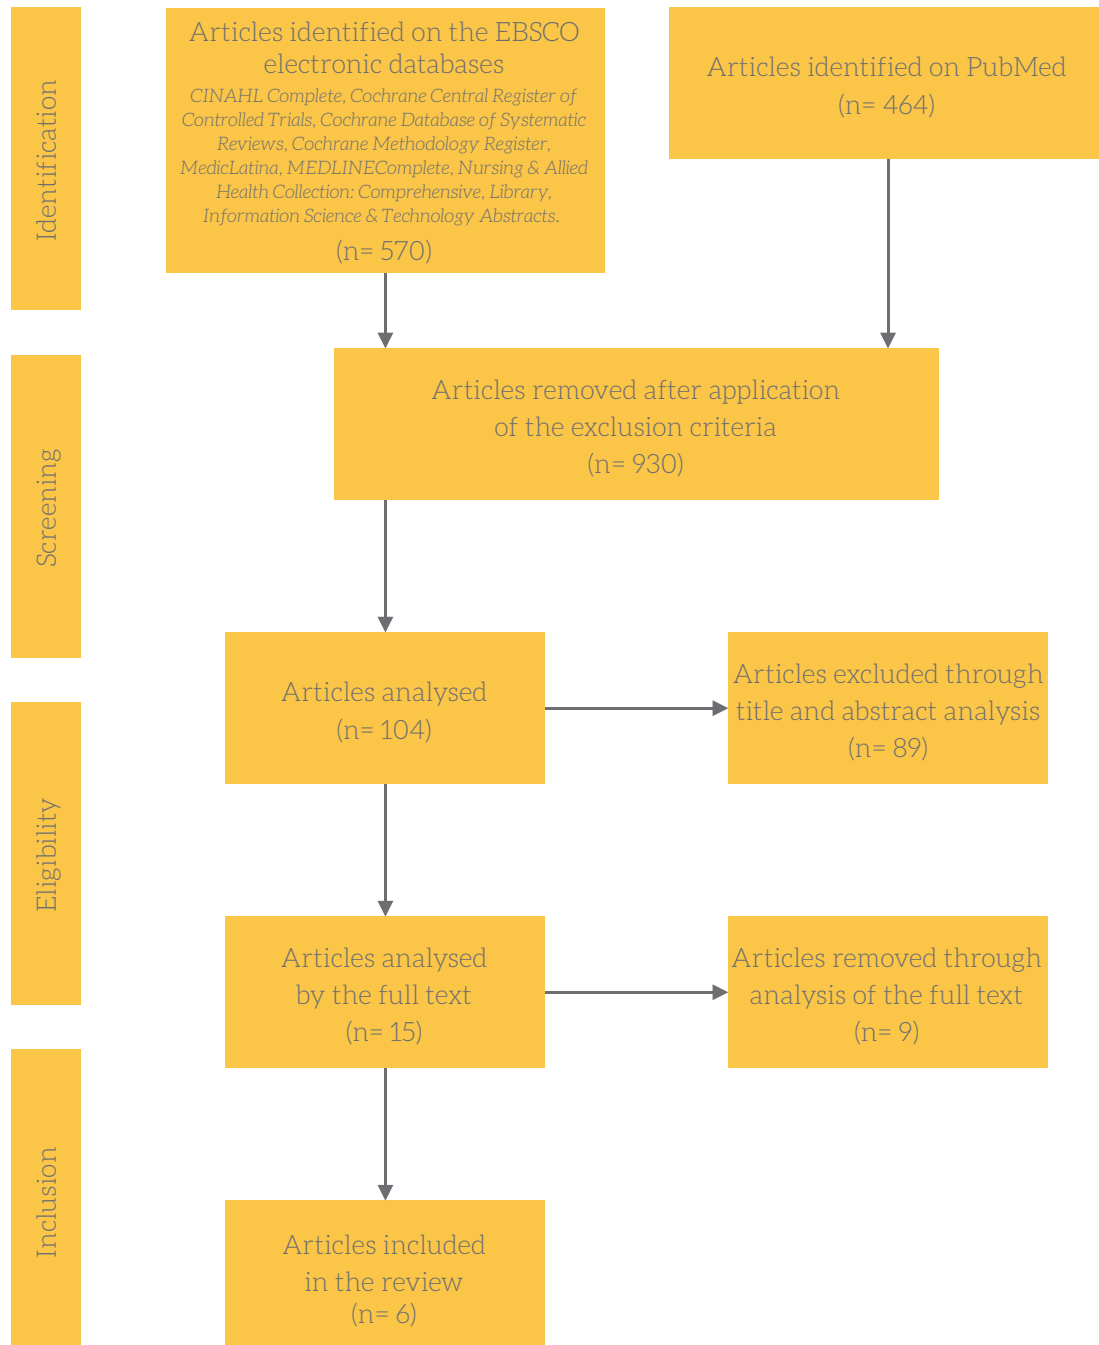 Identification
Articles identified on the EBSCO
electronic databases
CINAHL Complete, Cochrane Central Register of
Controlled Trials, Cochrane Database of Systematic
Reviews, Cochrane Methodology Register,
MedicLatina, MEDLINEComplete, Nursing & Allied
Health Collection: Comprehensive, Library,
Information Science & Technology Abstracts.
(n= 570)
Articles identified on PubMed
(n= 464)
Screening
Articles removed after application
of the exclusion criteria
(n= 930)
Articles analysed
(n= 104)
Articles excluded through
title and abstract analysis
(n= 89)
Eligibility
Articles analysed
by the full text
(n= 15)
Articles removed through
analysis of the full text
(n= 9)
Inclusion
Articles included
in the review
(n= 6)